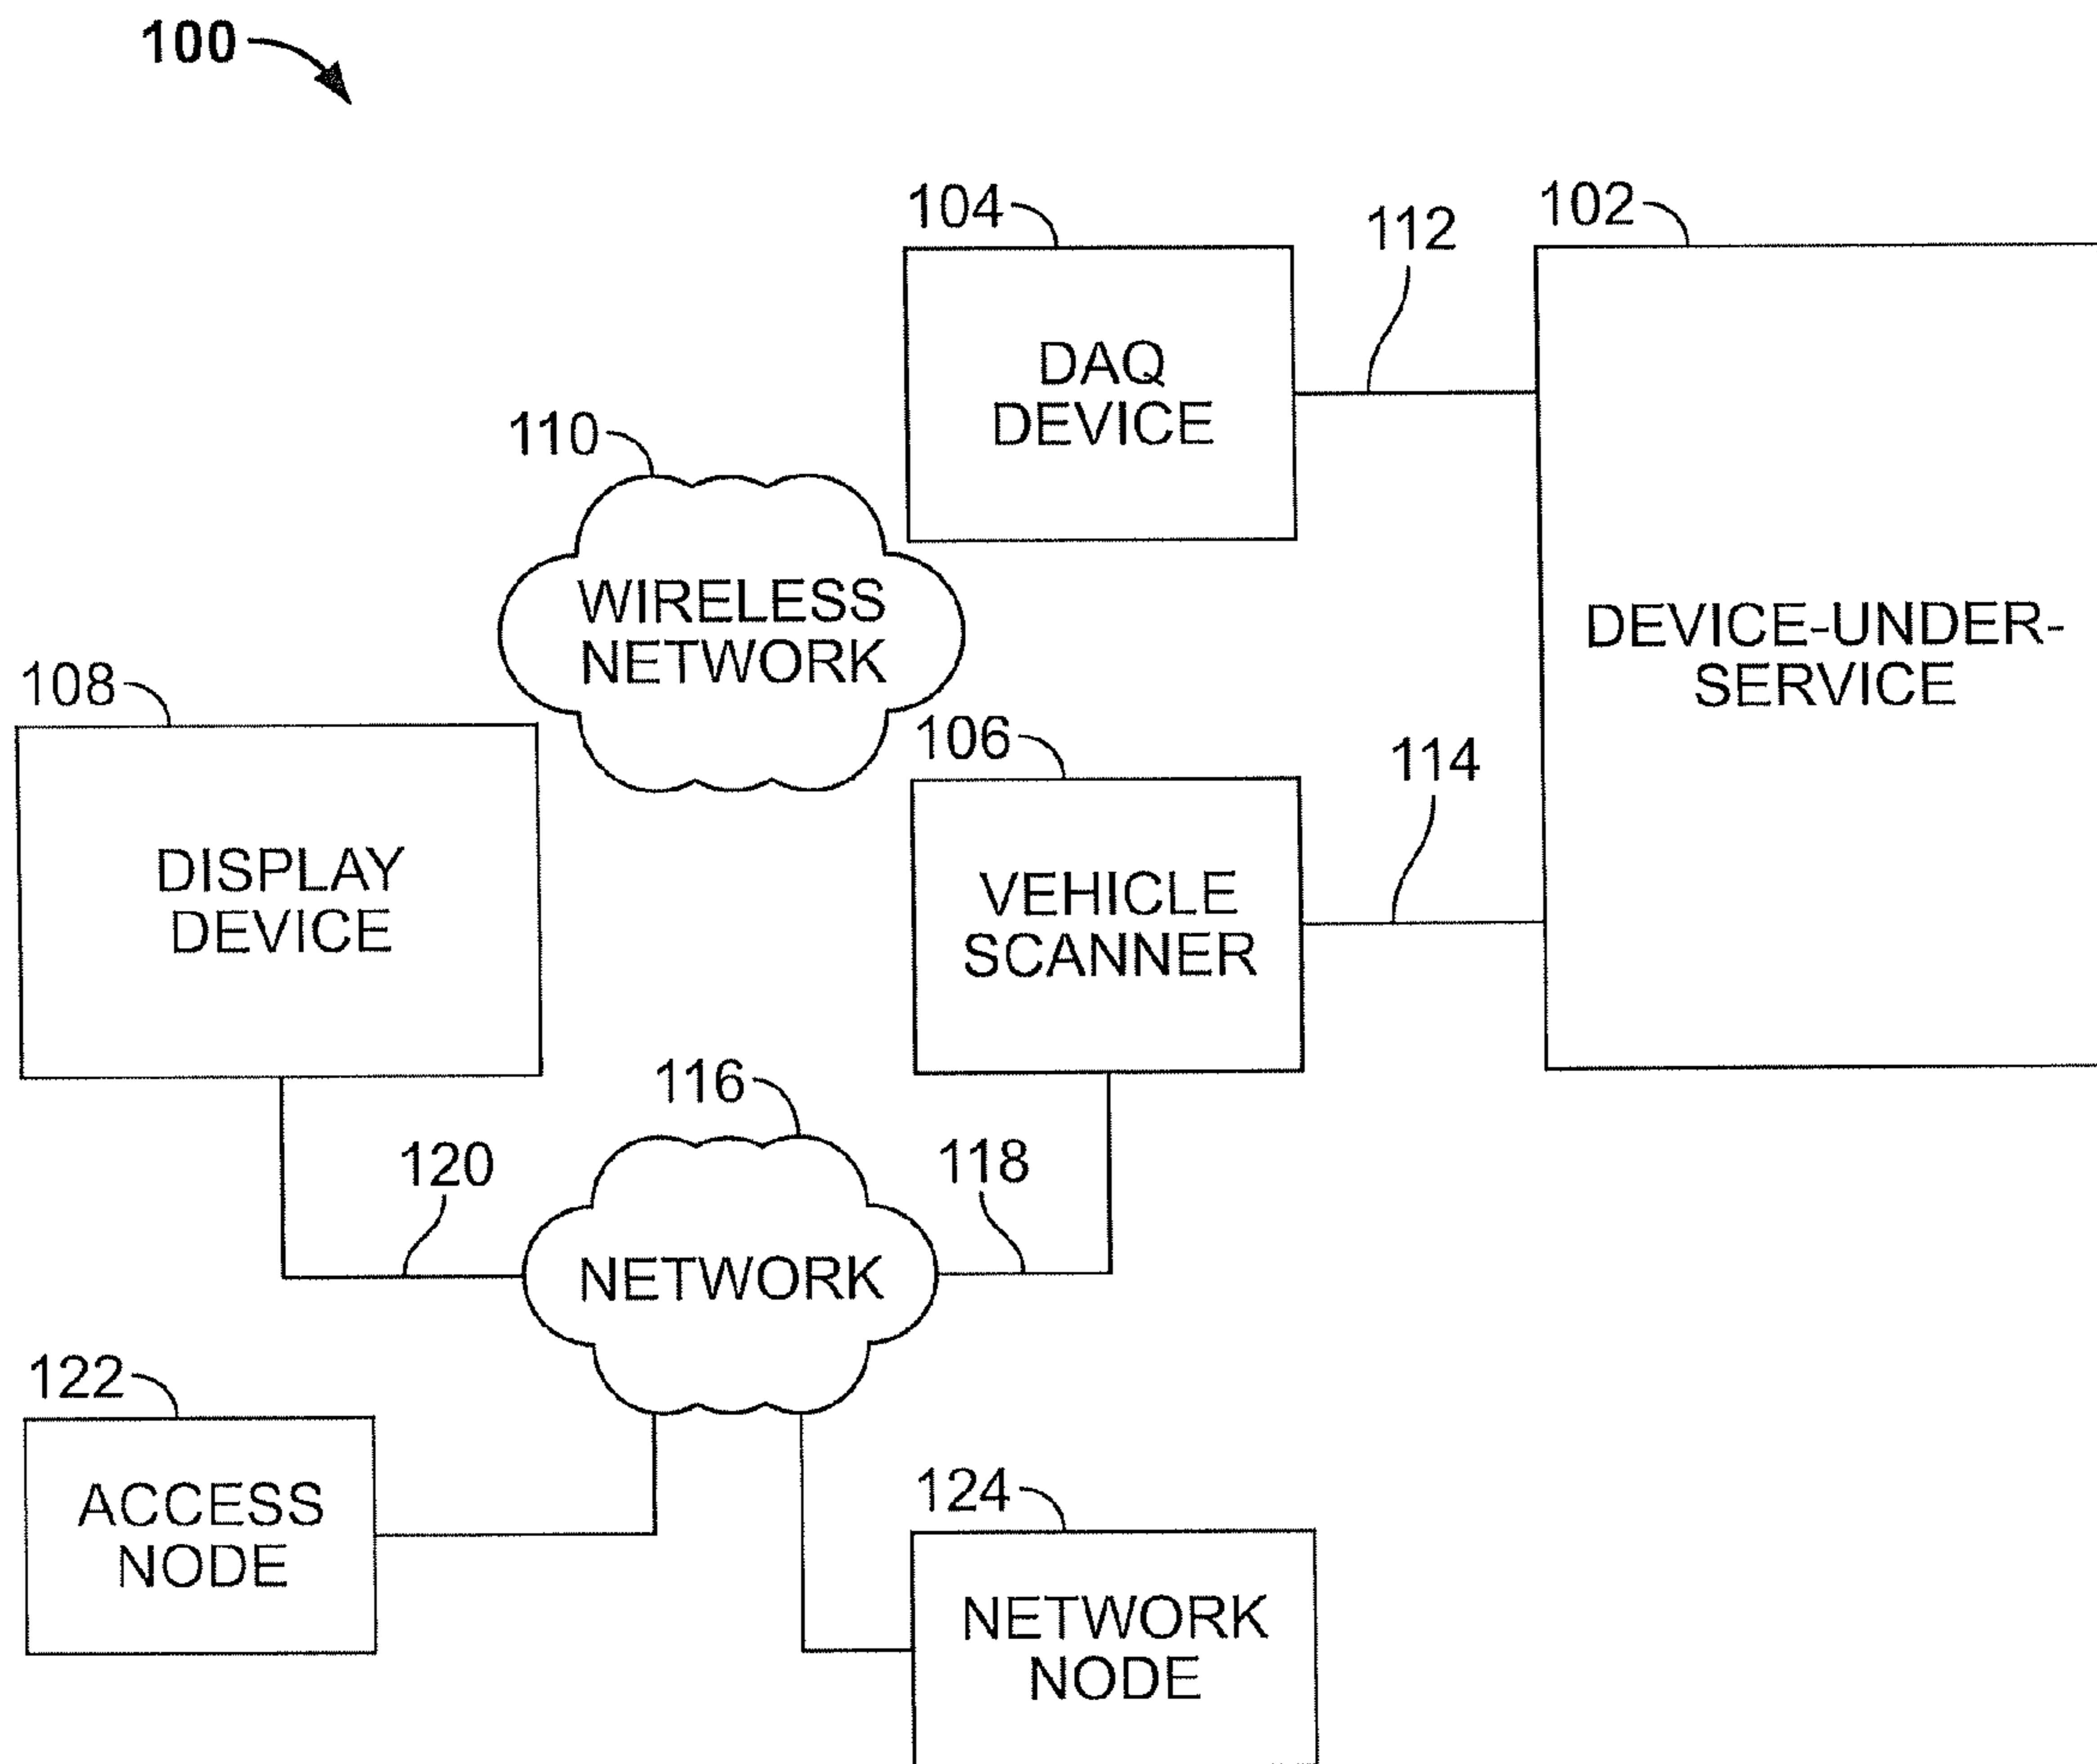 100
104
112
102
DAQ
DEVICE
110
WIRELESS
NETWORK
DEVICE-UNDER-
SERVICE
108
106
114
DISPLAY
DEVICE
VEHICLE
SCANNER
116
120
118
NETWORK
122
ACCESS
NODE
124
NETWORK
NODE